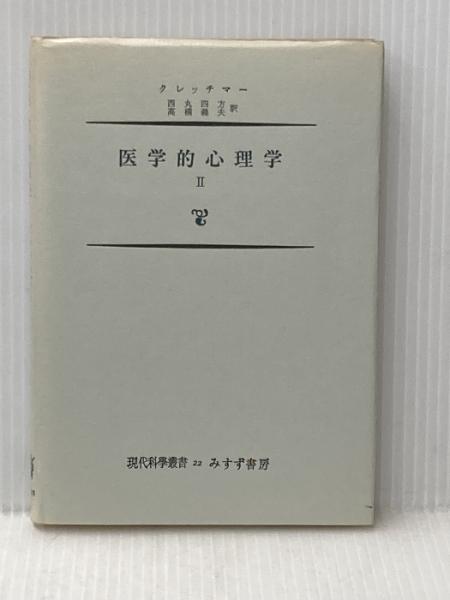 クレッチマー
西丸四方
高橋義夫 訳
医学的心理学
II
現代科學叢書 22 みすず書房